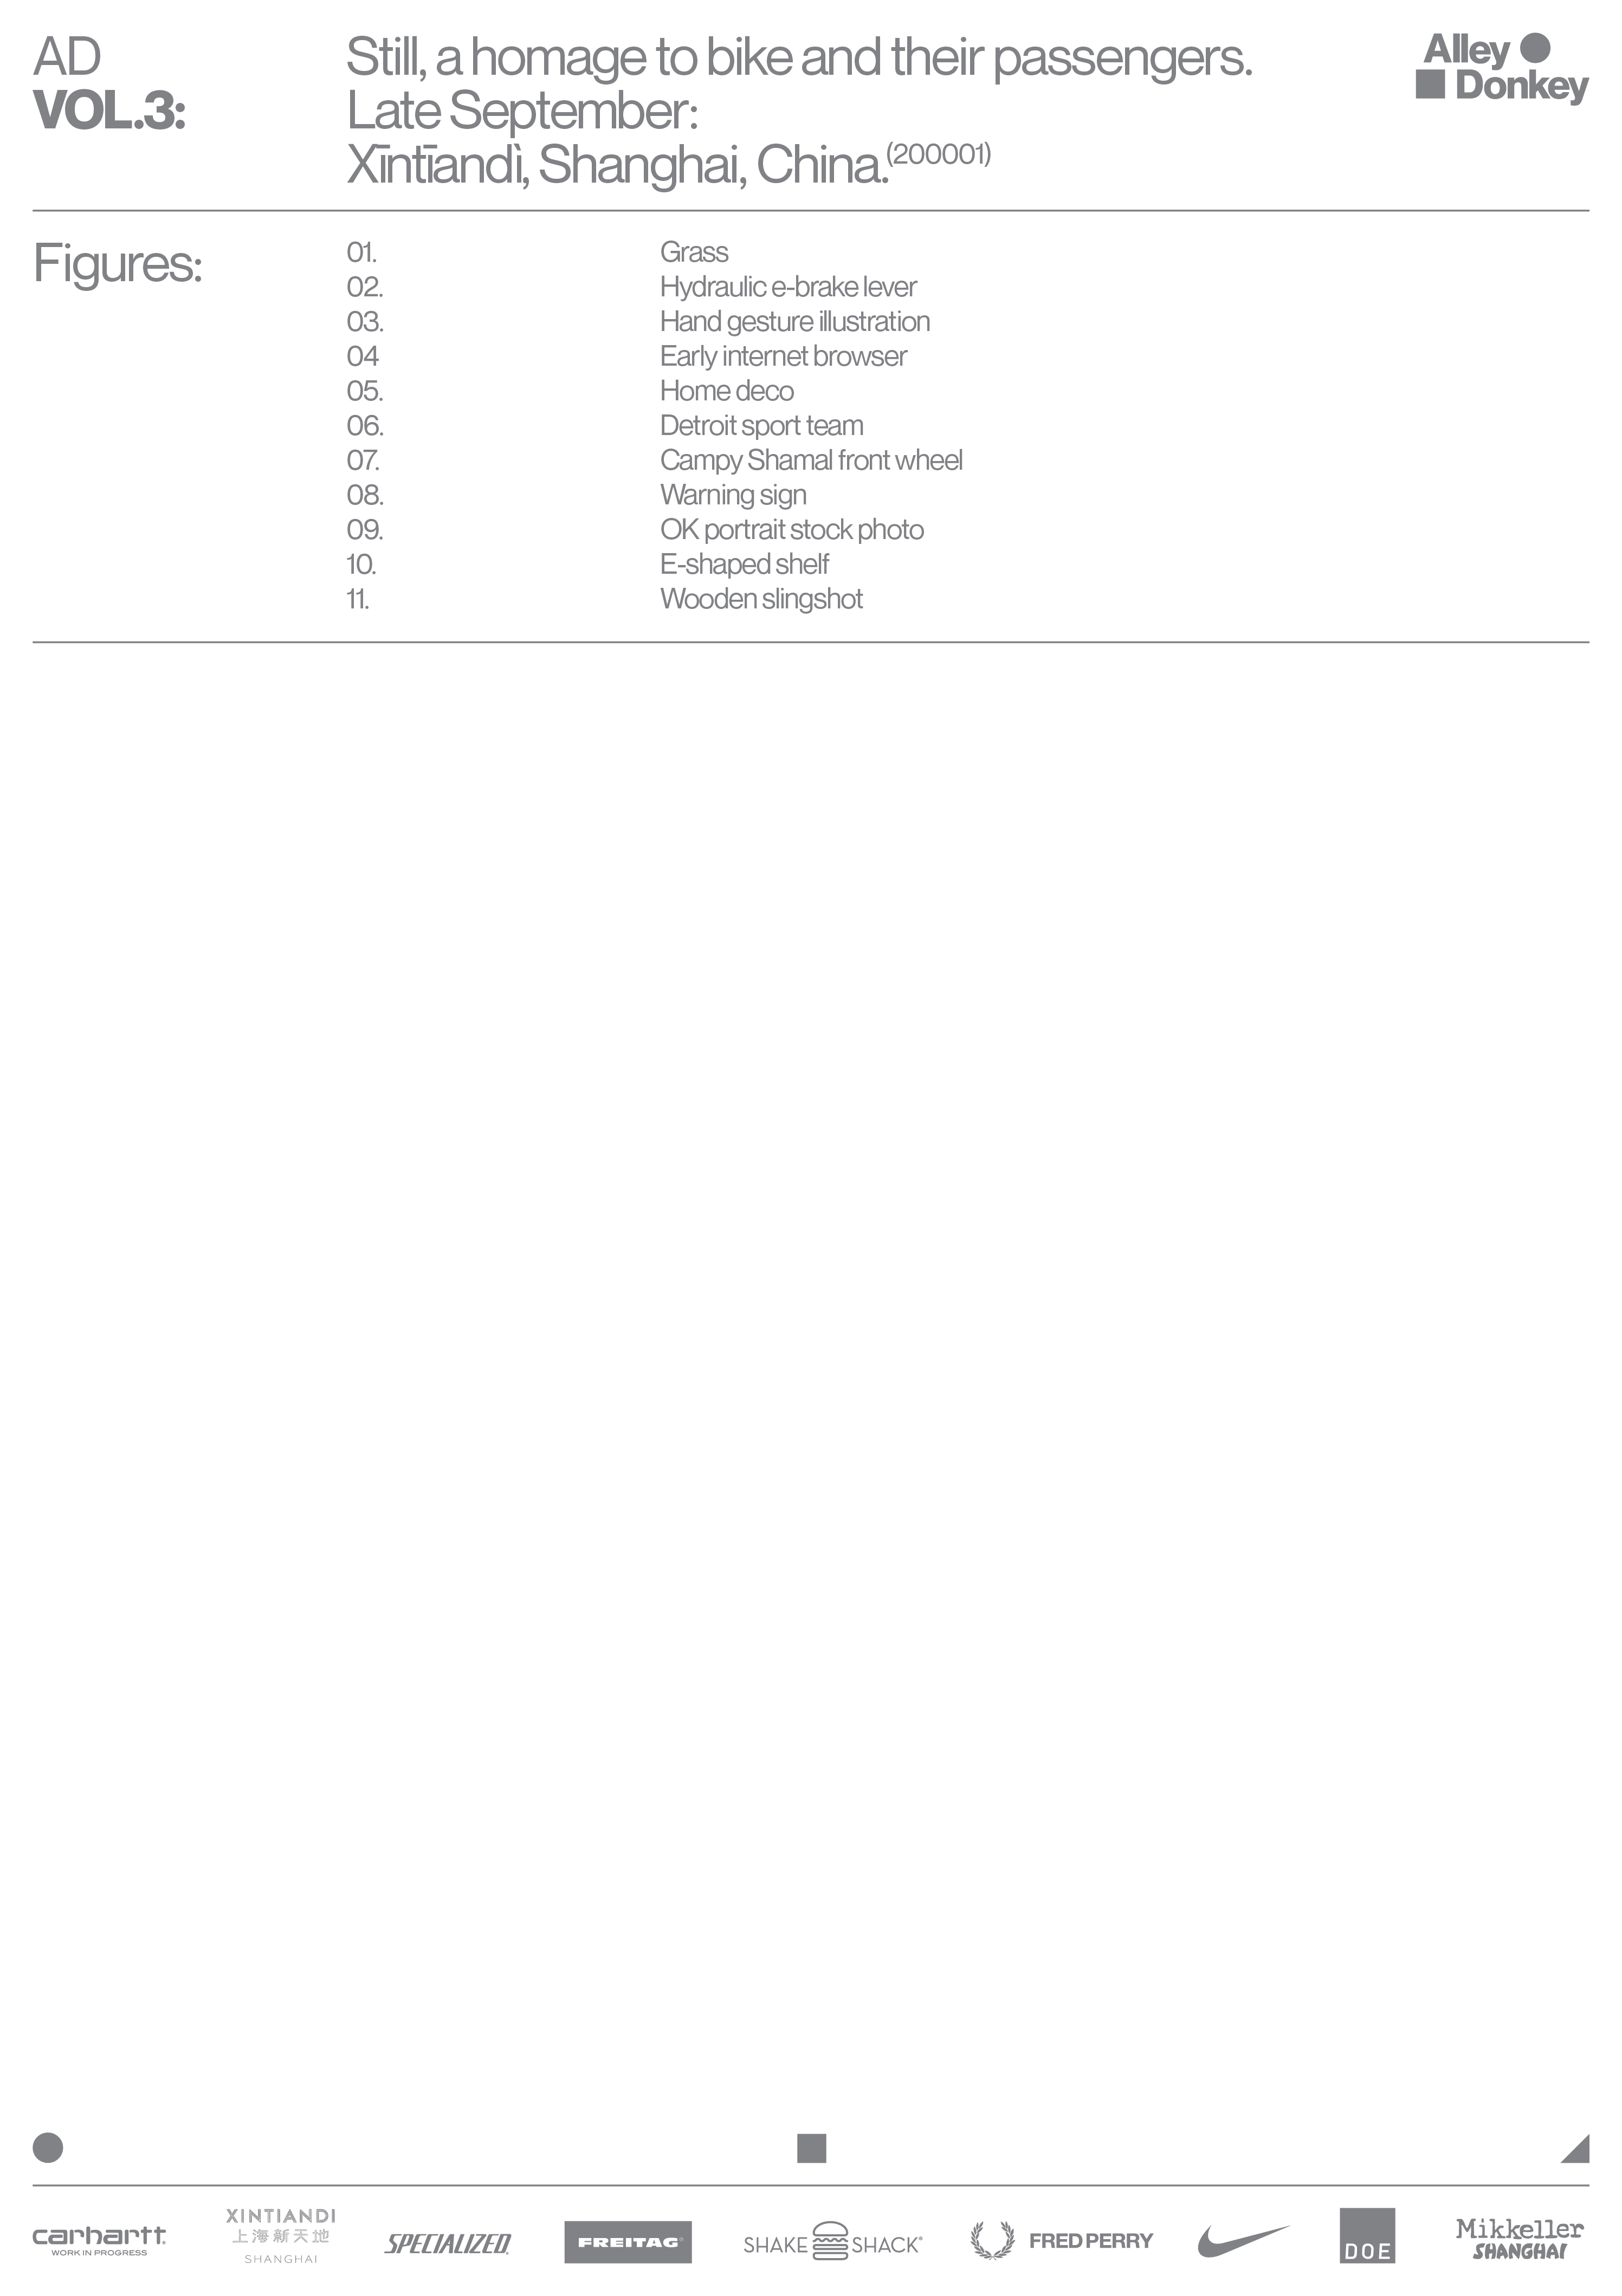 AD
VOL.3:
Still, a homage to bike and their passengers.
Late September:
Xīntīandì, Shanghai, China.(200001)
Alley
Donkey
Figures:
01. Grass
02. Hydraulic e-brake lever
03. Hand gesture illustration
04 Early internet browser
05. Home deco
06. Detroit sport team
07. Campy Shamal front wheel
08. Warning sign
09. OK portrait stock photo
10. E-shaped shelf
11. Wooden slingshot
carhartt.
WORK IN PROGRESS
XINTIANDI
上海新天地
SHANGHAI
SPECIALIZED
FREITAG®
SHAKE SHACK®
FRED PERRY
DOE
Mikkeller
SHANGHAI